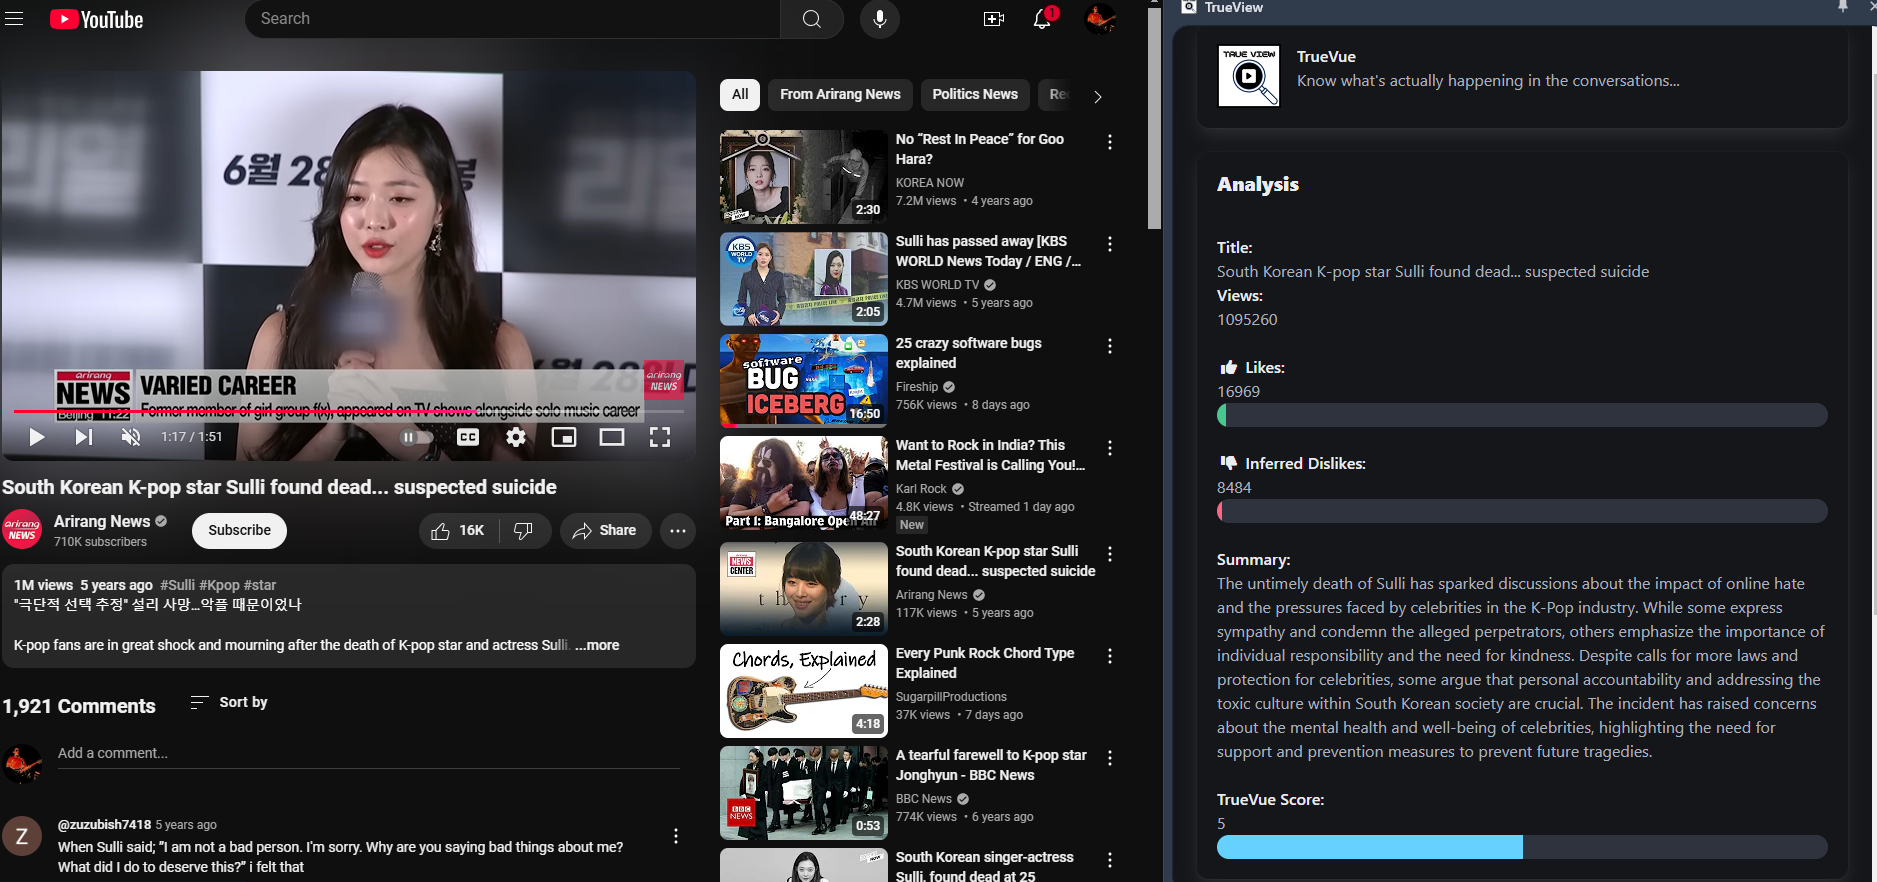 YouTube
Search
1
6월 28
봉
리일
arirang
NEWS
Beijing 11:22
VARIED CAREER
Former member of girl group f(x), appeared on TV shows alongside solo music career
arirang
NEWS
6월 28일 D
1:17 / 1:51
CC
South Korean K-pop star Sulli found dead... suspected suicide
arirang
NEWS
Arirang News
710K subscribers
Subscribe
16K
Share
1M views 5 years ago #Sulli #Kpop #star
"극단적 선택 추정" 설리 사망...악플 때문이었나
K-pop fans are in great shock and mourning after the death of K-pop star and actress Sulli. ...more
1,921 Comments
Sort by
Add a comment...
Z
@zuzubish7418 5 years ago
When Sulli said; "I am not a bad person. I'm sorry. Why are you saying bad things about me?
What did I do to deserve this?" i felt that
All
From Arirang News
Politics News
Rec
No “Rest In Peace” for Goo
Hara?
KOREA NOW
7.2M views • 4 years ago
2:30
KBS
WORLD
TV
Sulli has passed away [KBS
WORLD News Today / ENG /...
KBS WORLD TV
4.7M views • 5 years ago
2:05
software
BUG
ICEBERG
16:50
25 crazy software bugs
explained
Fireship
756K views • 8 days ago
Part I: Bangalore Open Air
48:27
Want to Rock in India? This
Metal Festival is Calling You!...
Karl Rock
4.8K views • Streamed 1 day ago
New
arirang
NEWS
CENTER
th ry
2:28
South Korean K-pop star Sulli
found dead... suspected suicide
Arirang News
117K views • 5 years ago
Chords, Explained
4:18
Every Punk Rock Chord Type
Explained
SugarpillProductions
37K views • 7 days ago
BBC
NEWS
0:53
A tearful farewell to K-pop star
Jonghyun - BBC News
BBC News
774K views • 6 years ago
South Korean singer-actress
Sulli, found dead at 25
TrueView
TRUE VIEW
TrueVue
Know what's actually happening in the conversations...
Analysis
Title:
South Korean K-pop star Sulli found dead... suspected suicide
Views:
1095260
Likes:
16969
Inferred Dislikes:
8484
Summary:
The untimely death of Sulli has sparked discussions about the impact of online hate
and the pressures faced by celebrities in the K-Pop industry. While some express
sympathy and condemn the alleged perpetrators, others emphasize the importance of
individual responsibility and the need for kindness. Despite calls for more laws and
protection for celebrities, some argue that personal accountability and addressing the
toxic culture within South Korean society are crucial. The incident has raised concerns
about the mental health and well-being of celebrities, highlighting the need for
support and prevention measures to prevent future tragedies.
TrueVue Score:
5